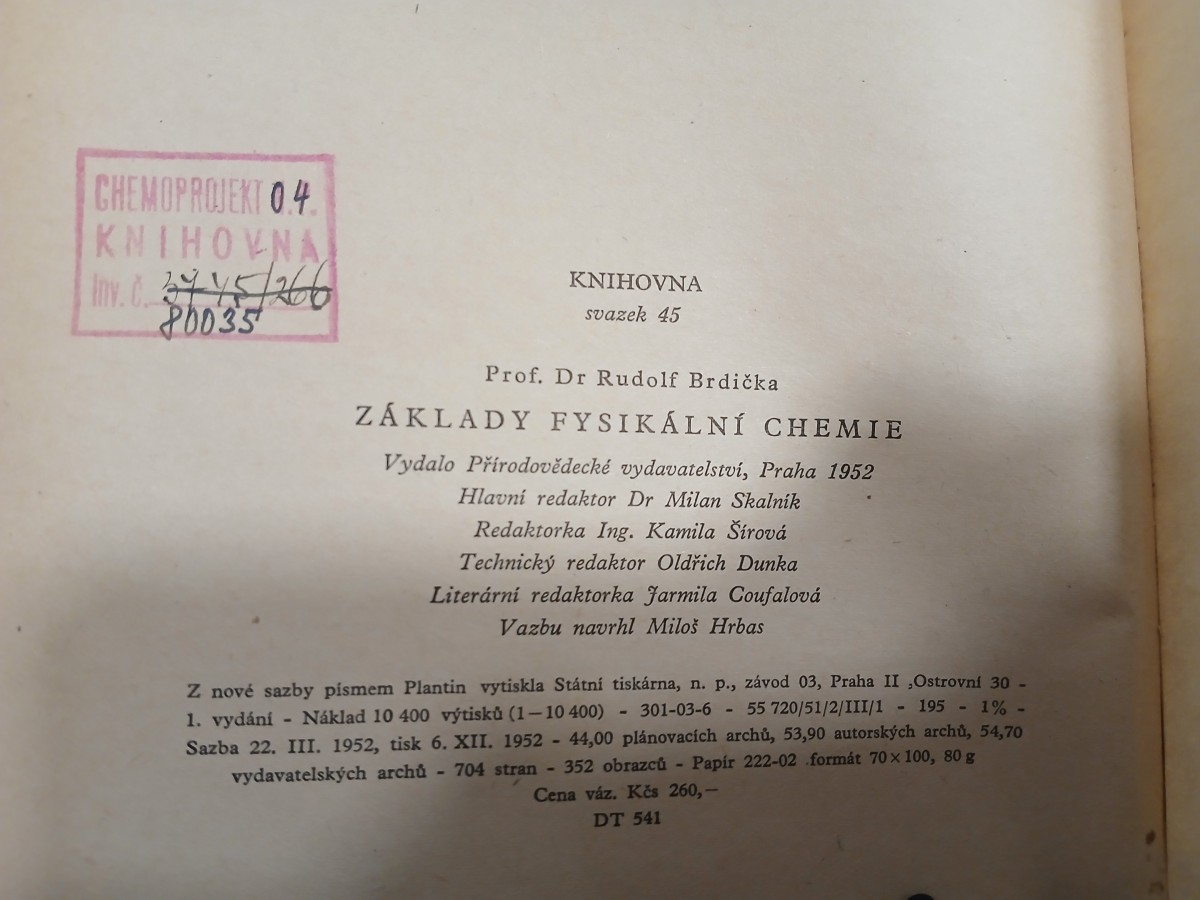 CHEMOPROJEKT 04
KNIHOVNA
Inv. č. 3745/266
80035
KNIHOVNA
svazek 45
Prof. Dr Rudolf Brdička
ZÁKLADY FYSIKÁLNÍ CHEMIE
Vydalo Přírodovědecké vydavatelství, Praha 1952
Hlavní redaktor Dr Milan Skalník
Redaktorka Ing. Kamila Šírová
Technický redaktor Oldřich Dunka
Literární redaktorka Jarmila Coufalová
Vazbu navrhl Miloš Hrbas
Z nové sazby písmem Plantin vytiskla Státní tiskárna, n. p., závod 03, Praha II ,Ostrovní 30 -
1. vydání - Náklad 10 400 výtisků (1—10 400) - 301-03-6 - 55 720/51/2/III/1 - 195 - 1% -
Sazba 22. III. 1952, tisk 6. XII. 1952 - 44,00 plánovacích archů, 53,90 autorských archů, 54,70
vydavatelských archů - 704 stran - 352 obrazců - Papír 222-02 formát 70×100, 80 g
Cena váz. Kčs 260,—
DT 541